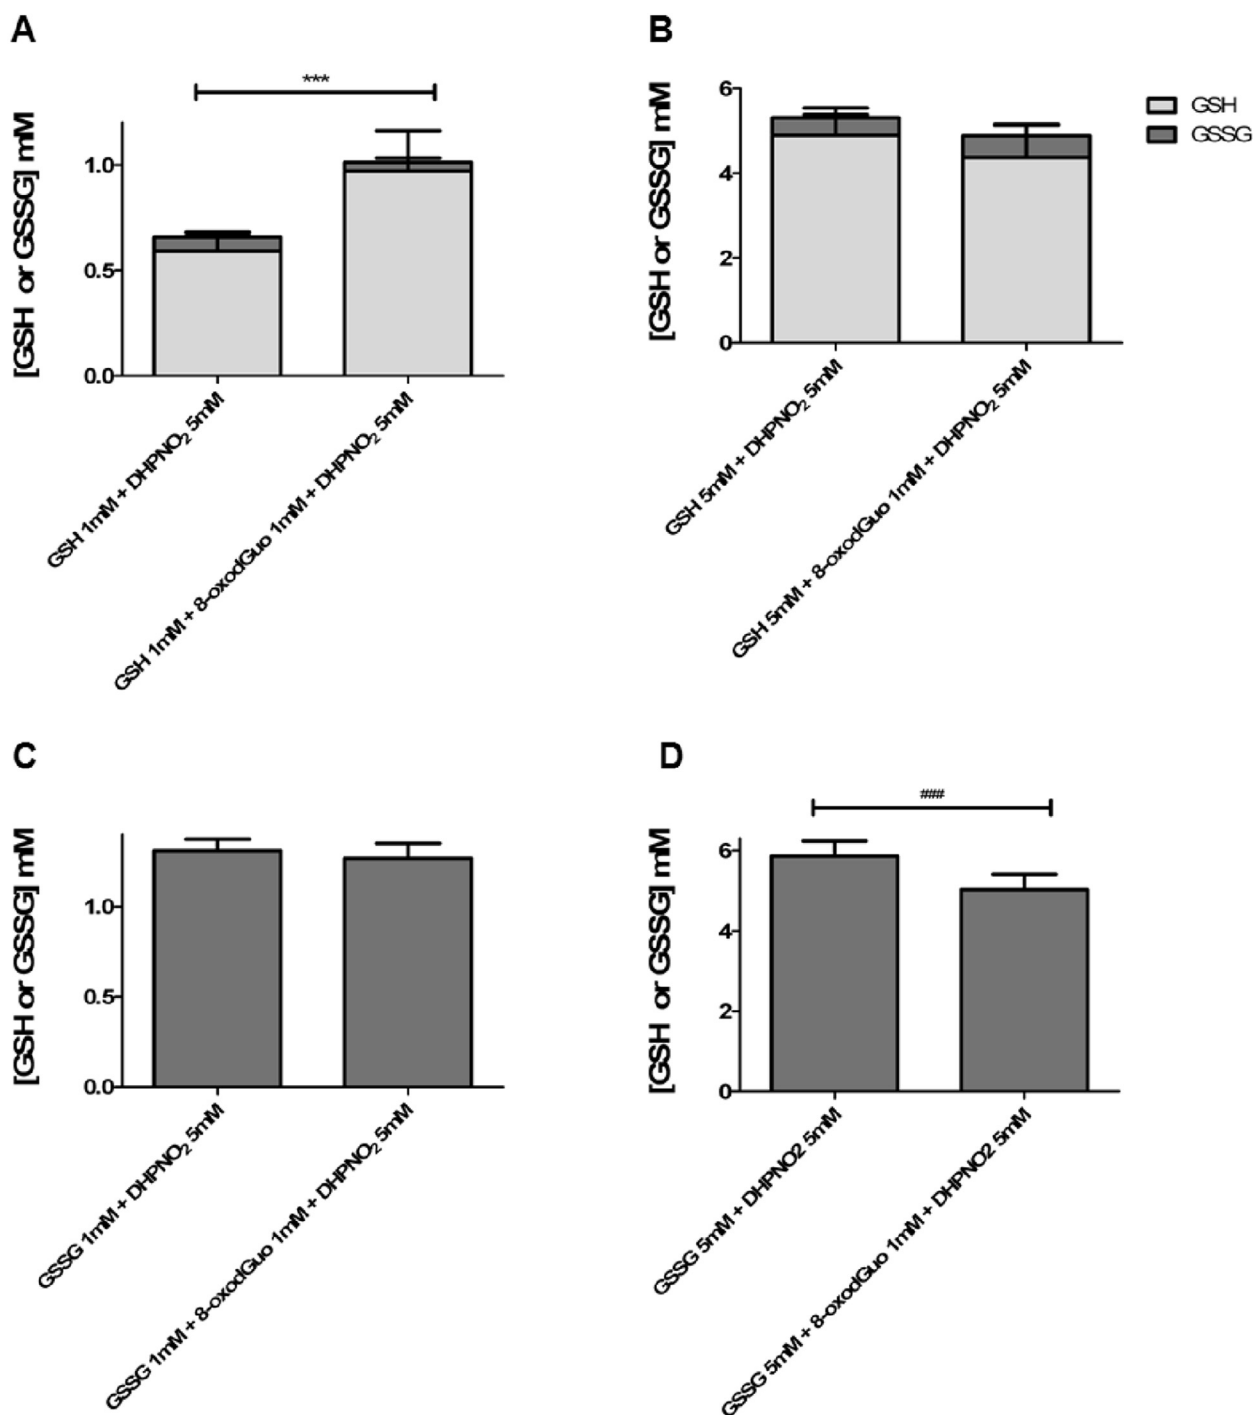 A
***
[GSH or GSSG] mM
1.0
0.5
0.0
GSH 1mM + DHPNO₂ 5mM
GSH 1mM + 8-oxodGuo 1mM + DHPNO₂ 5mM
B
[GSH or GSSG] mM
6
4
2
0
GSH 5mM + DHPNO₂ 5mM
GSH 5mM + 8-oxodGuo 1mM + DHPNO₂ 5mM
GSH
GSSG
C
[GSH or GSSG] mM
1.0
0.5
0.0
GSSG 1mM + DHPNO₂ 5mM
GSSG 1mM + 8-oxodGuo 1mM + DHPNO₂ 5mM
D
###
[GSH or GSSG] mM
6
4
2
0
GSSG 5mM + DHPNO2 5mM
GSSG 5mM + 8-oxodGuo 1mM + DHPNO2 5mM